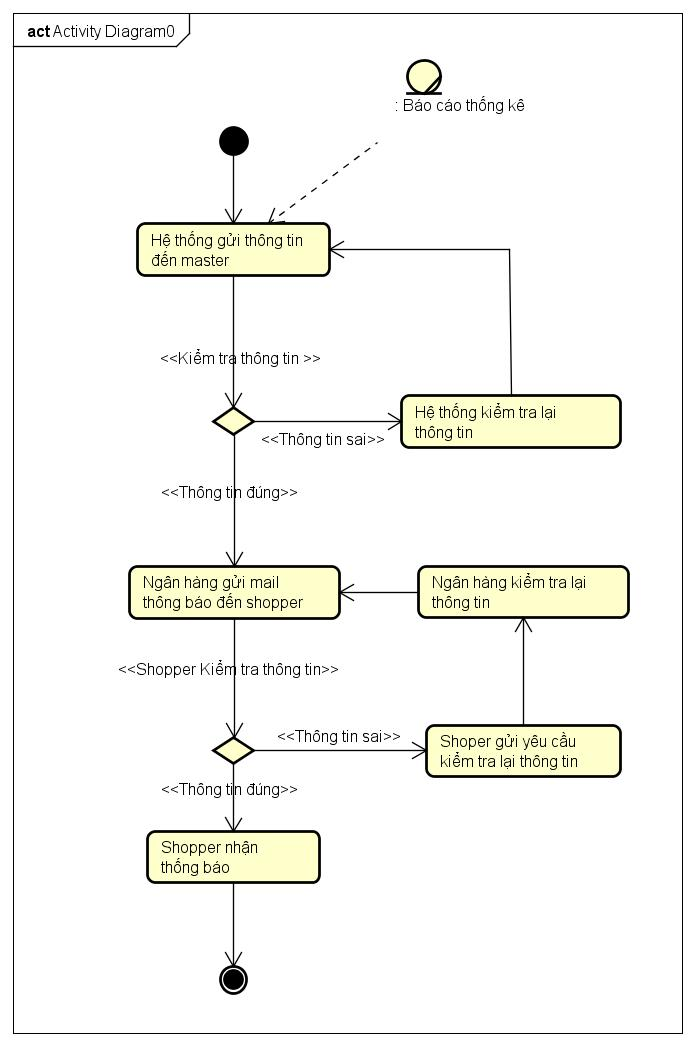 act Activity Diagram0
: Báo cáo thống kê
Hệ thống gửi thông tin
đến master
<<Kiểm tra thông tin >>
Hệ thống kiểm tra lại
thông tin
<<Thông tin sai>>
<<Thông tin đúng>>
Ngân hàng gửi mail
thông báo đến shopper
Ngân hàng kiểm tra lại
thông tin
<<Shopper Kiểm tra thông tin>>
<<Thông tin sai>>
Shoper gửi yêu cầu
kiểm tra lại thông tin
<<Thông tin đúng>>
Shopper nhận
thống báo